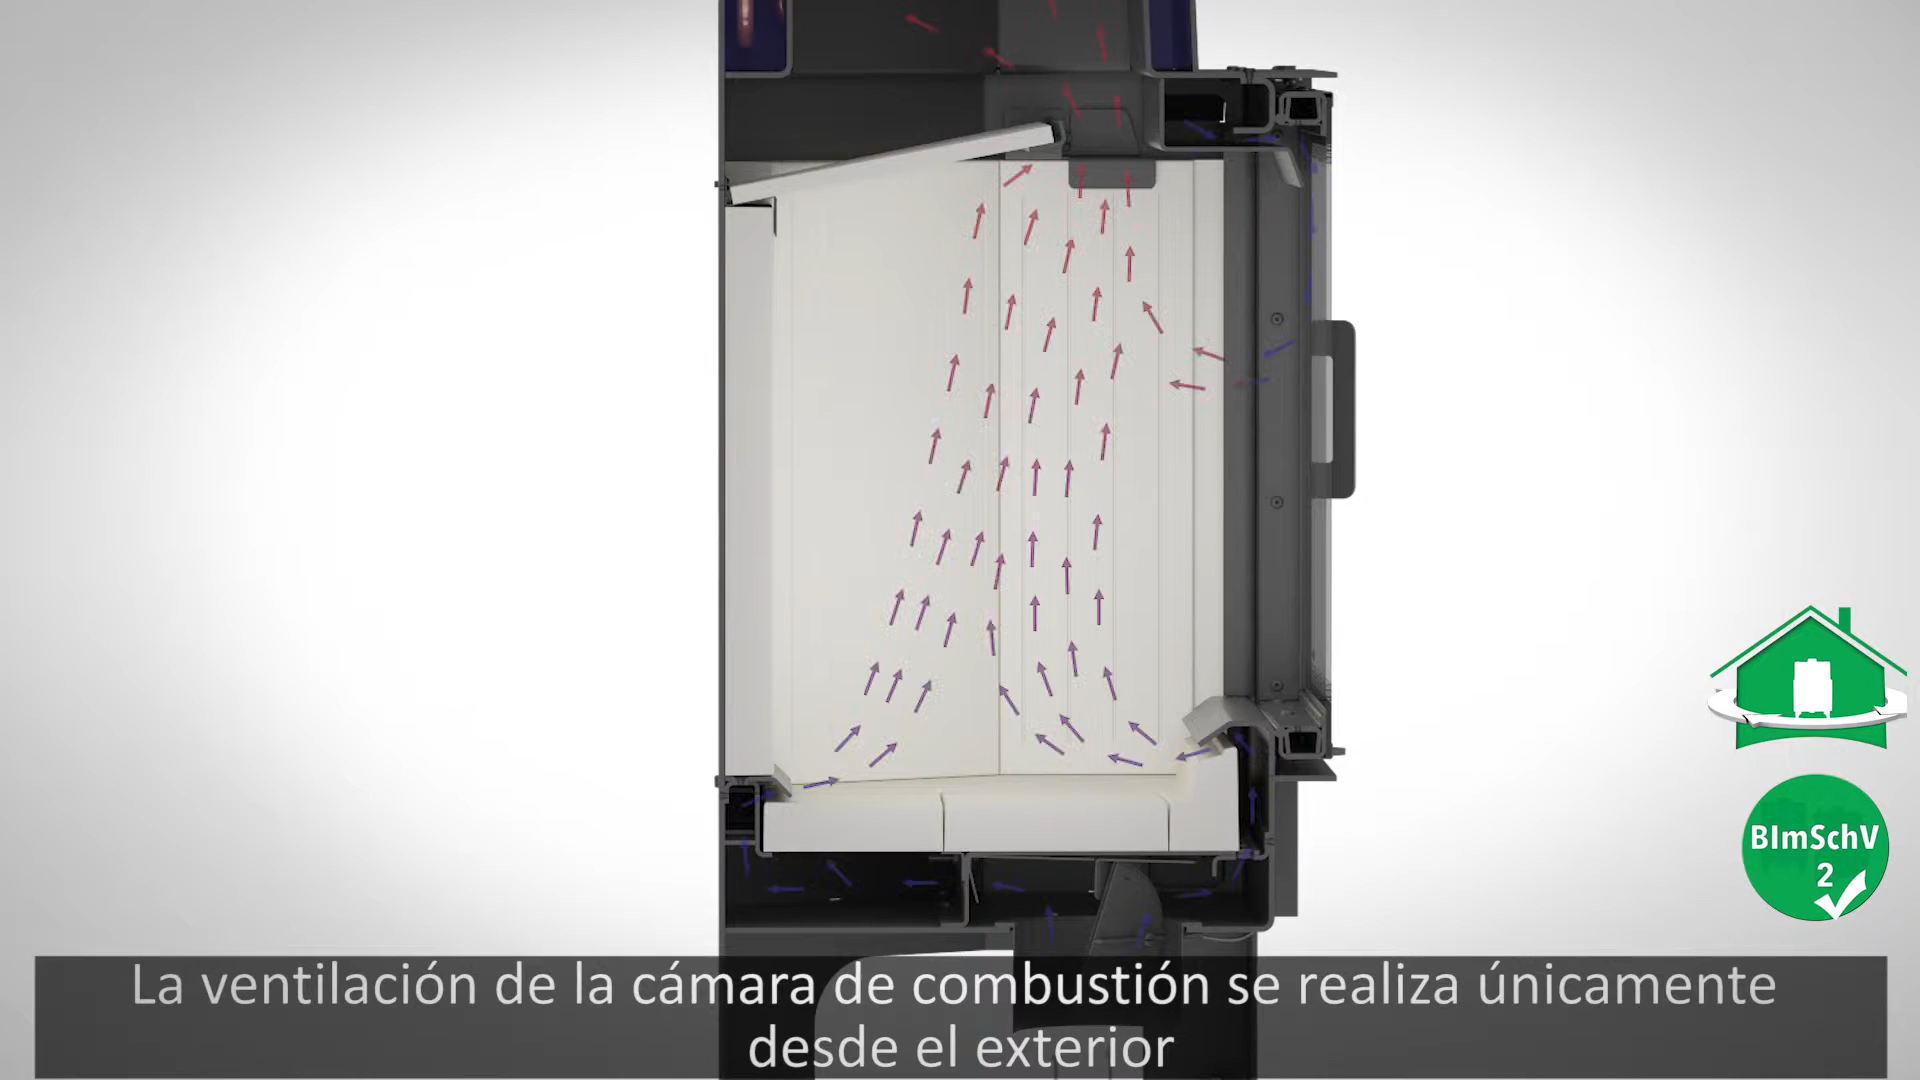 BImSchV
2
La ventilación de la cámara de combustión se realiza únicamente
desde el exterior